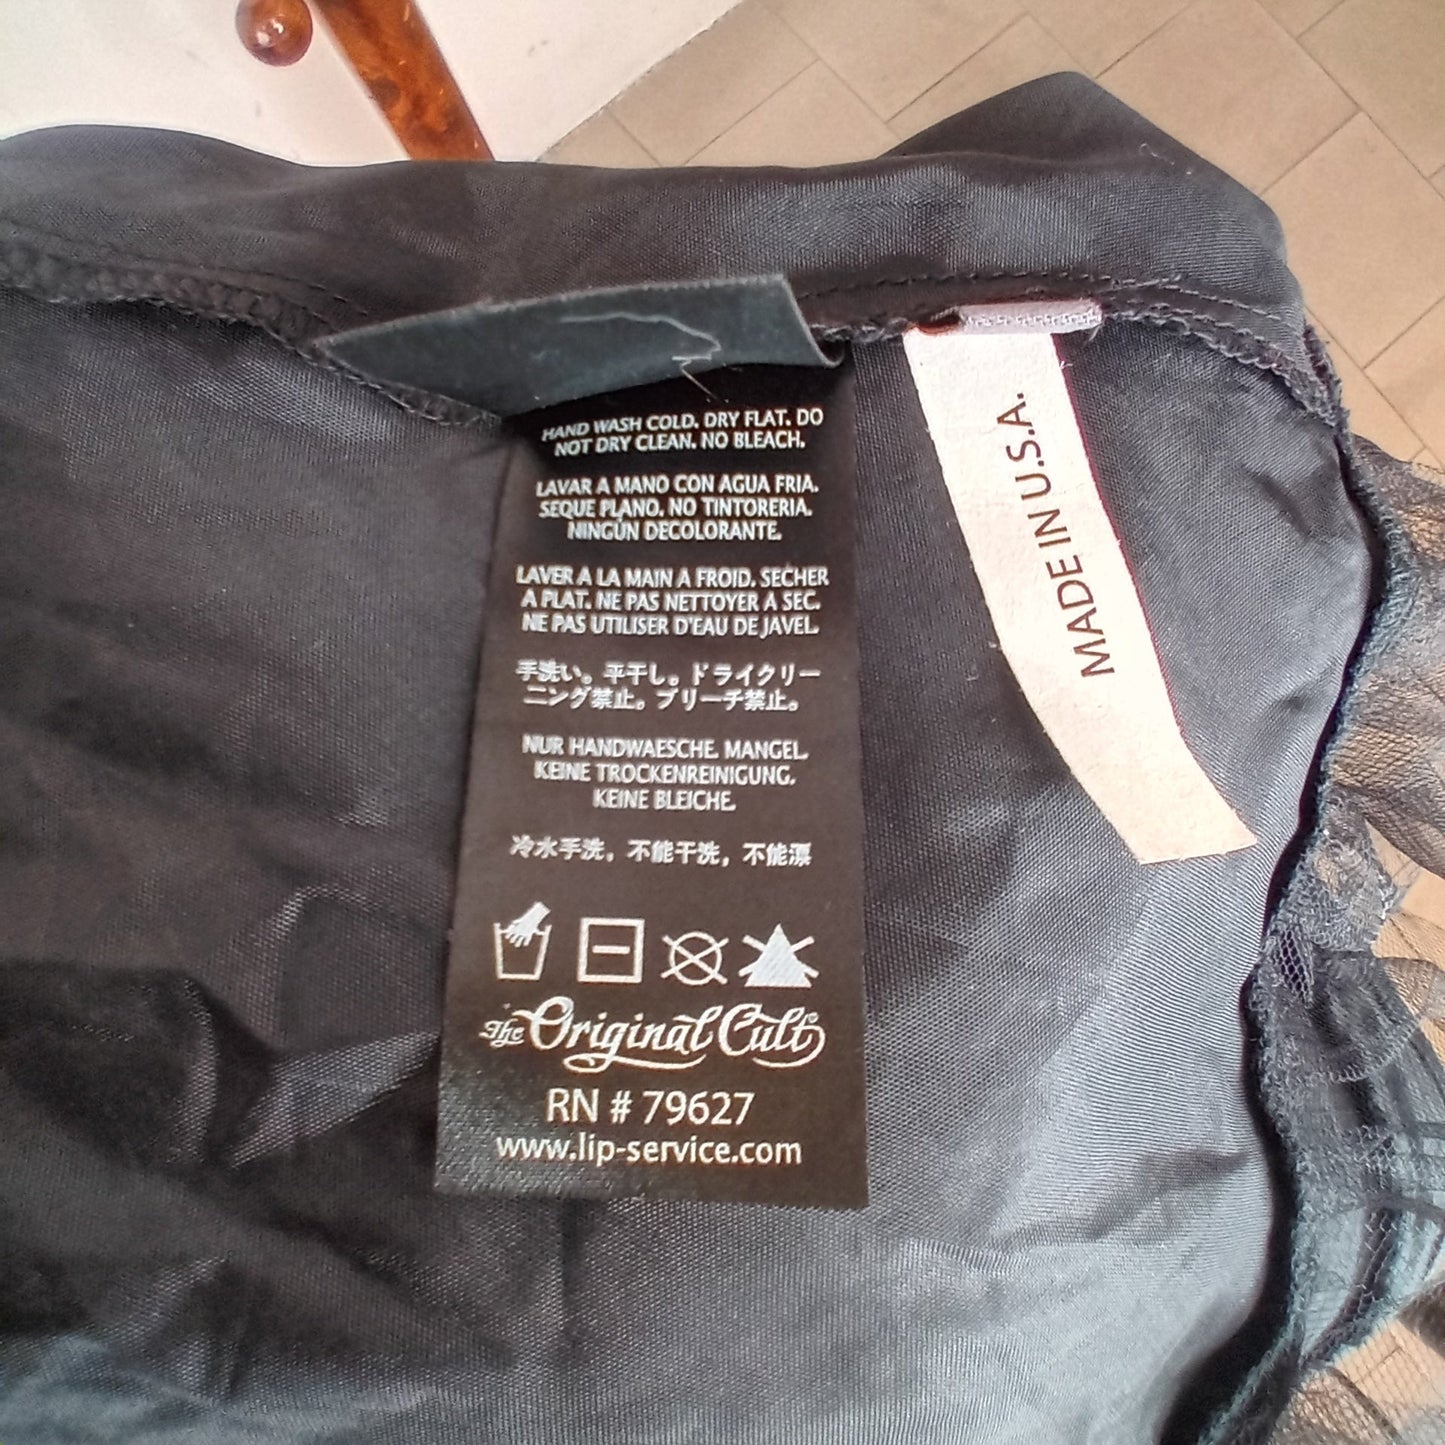 HAND WASH COLD. DRY FLAT. DO
NOT DRY CLEAN. NO BLEACH.
LAVAR A MANO CON AGUA FRIA.
SEQUE PLANO. NO TINTORERIA.
NINGÚN DECOLORANTE.
LAVER A LA MAIN A FROID. SECHER
A PLAT. NE PAS NETTOYER A SEC.
NE PAS UTILISER D'EAU DE JAVEL.
手洗い。平干し。ドライクリー
ニング禁止。ブリーチ禁止。
NUR HANDWAESCHE. MANGEL.
KEINE TROCKENREINIGUNG.
KEINE BLEICHE.
冷水手洗，不能干洗，不能漂
The Original Cult
RN # 79627
www.lip-service.com
MADE IN U.S.A.